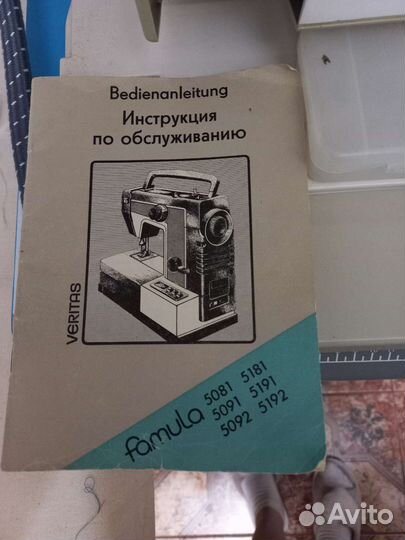 Bedienanleitung
Инструкция
по обслуживанию
VERITAS
famula
5081 5181
5091 5191
5092 5192
Avito